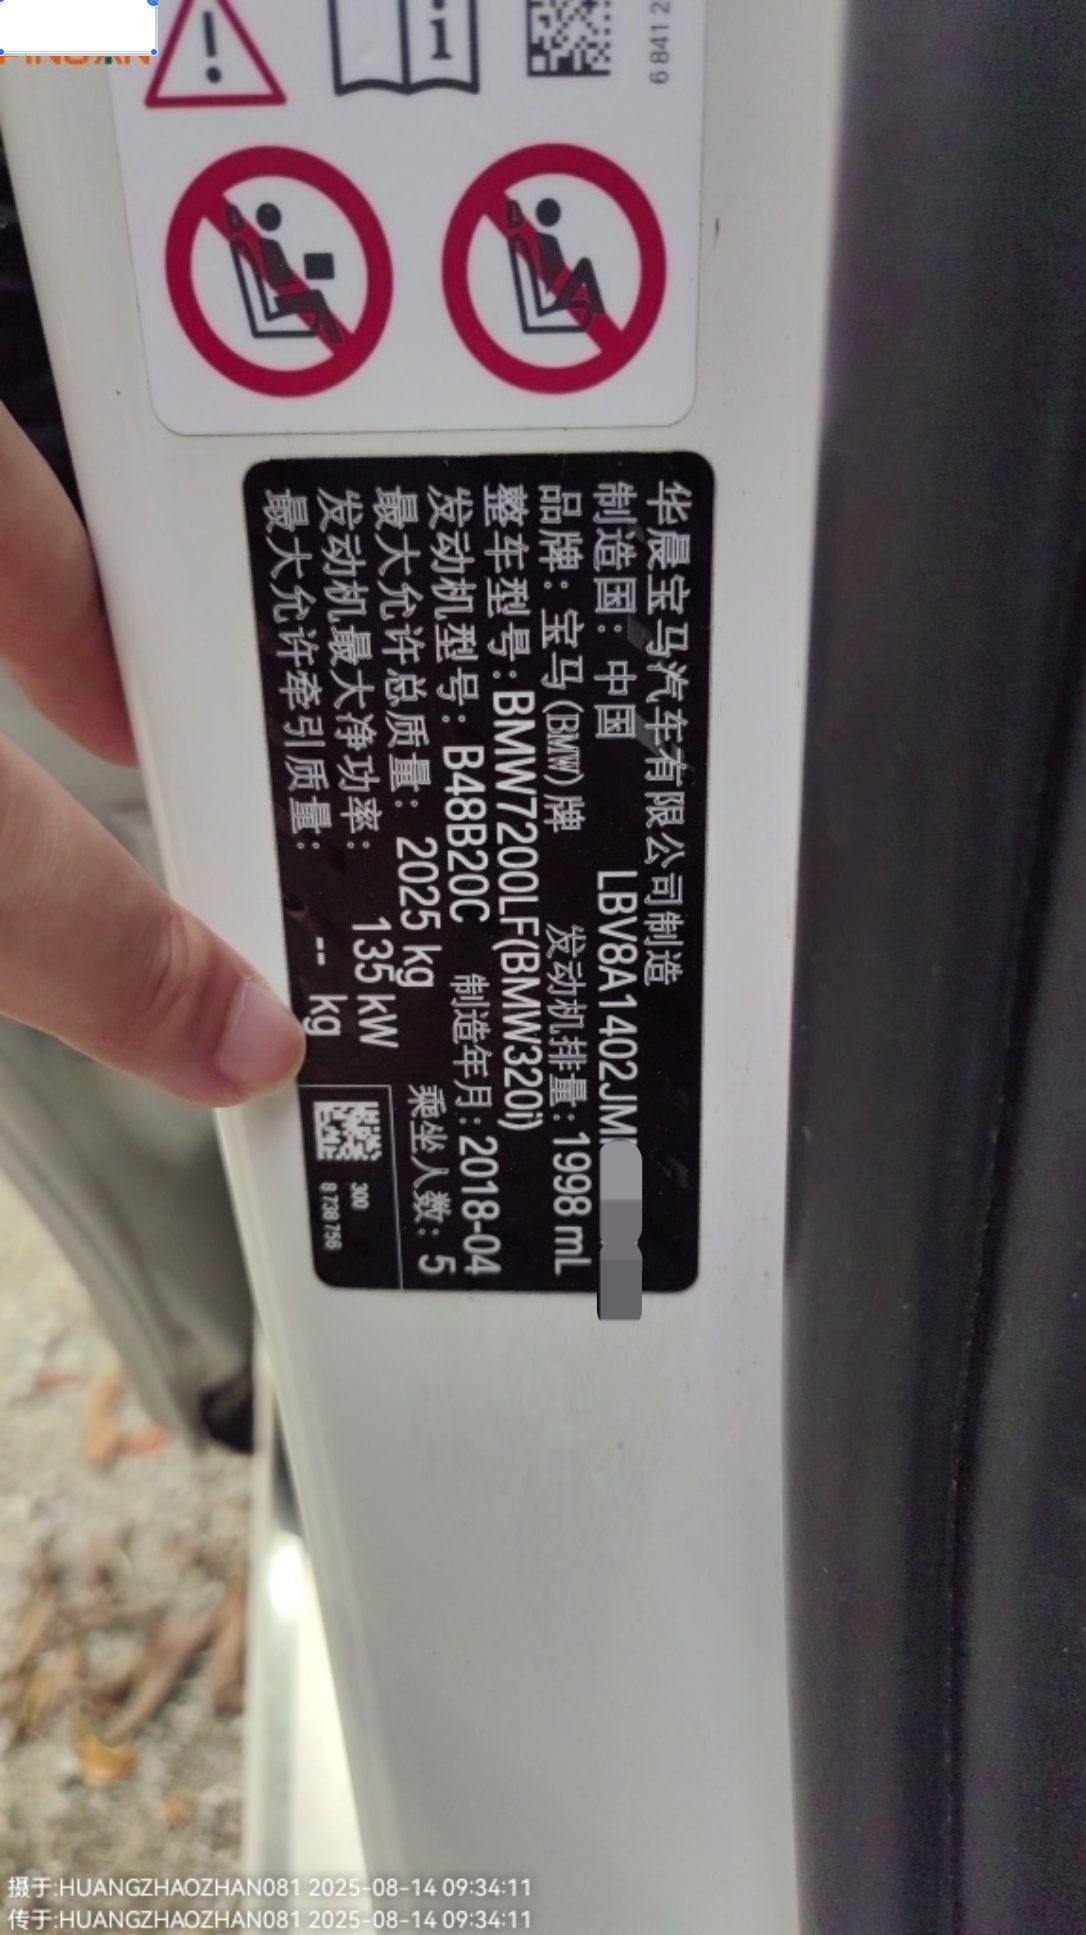 68412
华晨宝马汽车有限公司制造
制造国：中国 LBV8A1402JM
品牌：宝马(BMW)牌 发动机排量：1998 mL
整车型号：BMW7200LF(BMW320i)
发动机型号：B48B20C 制造年月：2018-04
最大允许总质量：2025 kg 乘坐人数：5
发动机最大净功率：135 kW
最大允许牵引质量：-- kg
300
8 738 756
摄于:HUANGZHAOZHAN081 2025-08-14 09:34:11
传于:HUANGZHAOZHAN081 2025-08-14 09:34:11